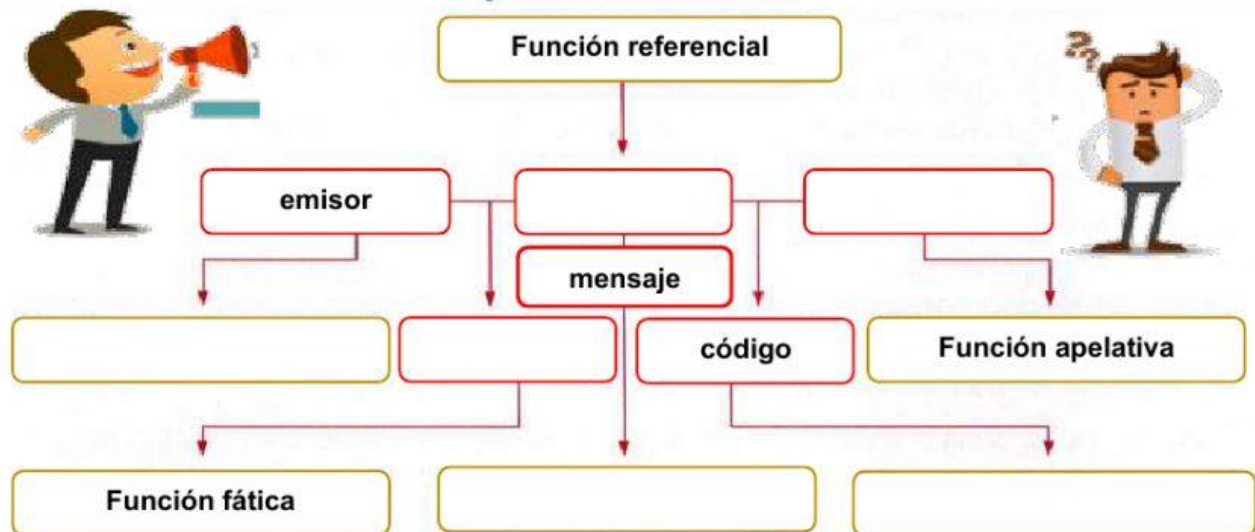 Función referencial
??
emisor
mensaje
código
Función apelativa
Función fática